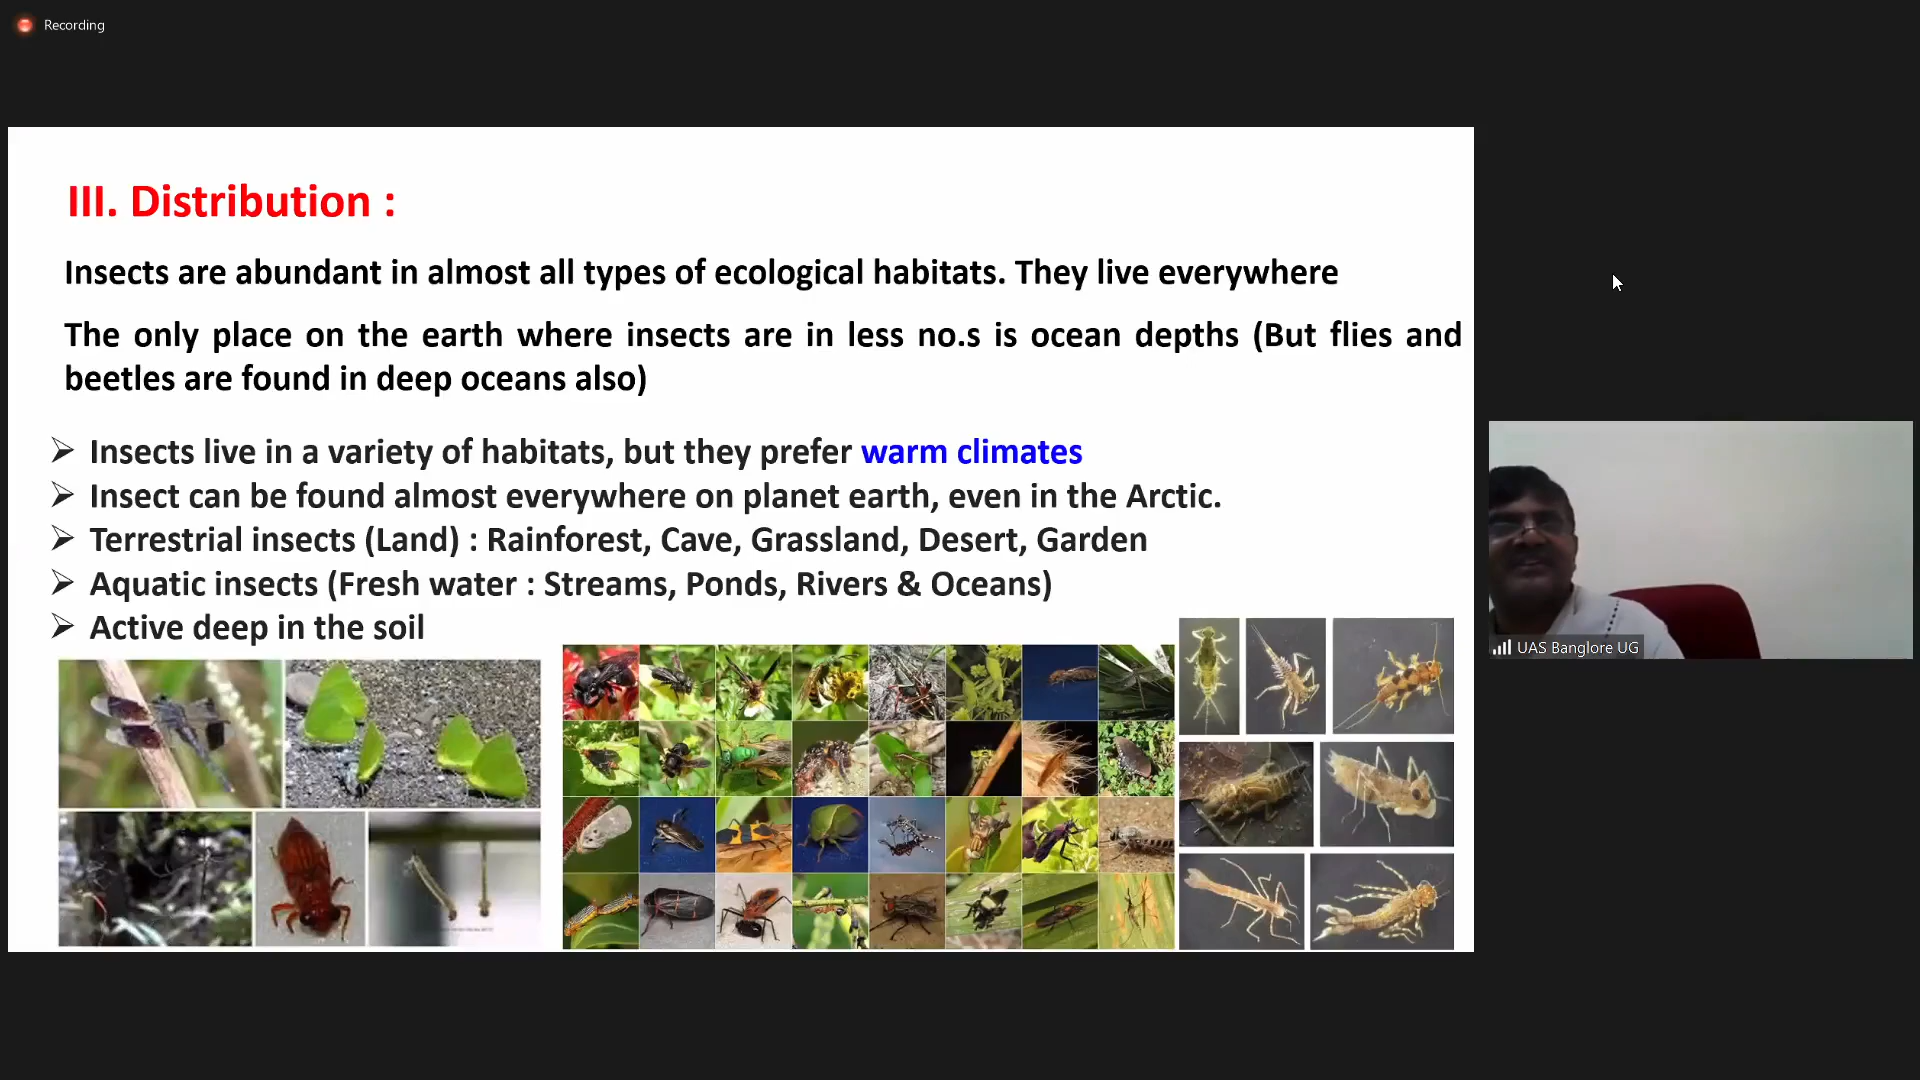 Recording
III. Distribution :
Insects are abundant in almost all types of ecological habitats. They live everywhere
The only place on the earth where insects are in less no.s is ocean depths (But flies and
beetles are found in deep oceans also)
➢ Insects live in a variety of habitats, but they prefer warm climates
➢ Insect can be found almost everywhere on planet earth, even in the Arctic.
➢ Terrestrial insects (Land) : Rainforest, Cave, Grassland, Desert, Garden
➢ Aquatic insects (Fresh water : Streams, Ponds, Rivers & Oceans)
➢ Active deep in the soil
UAS Banglore UG